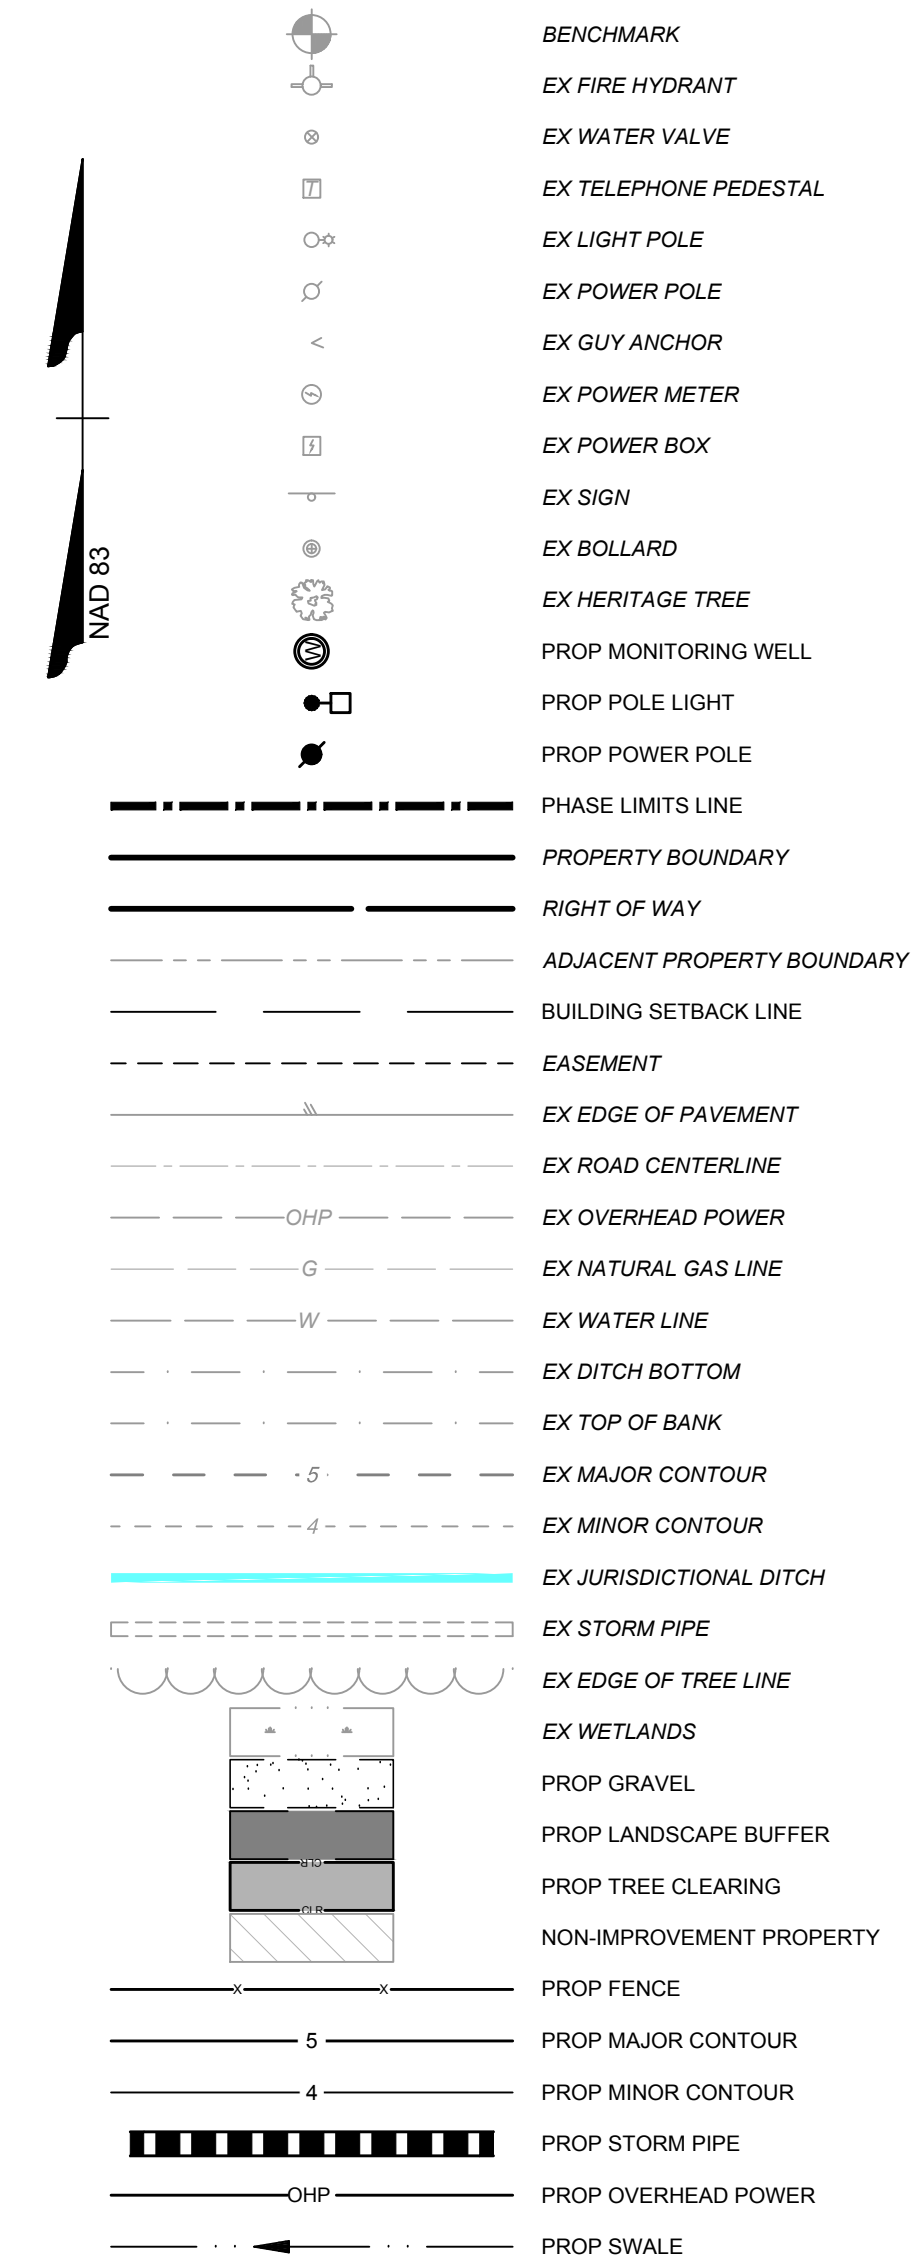 BENCHMARK
EX FIRE HYDRANT
EX WATER VALVE
T EX TELEPHONE PEDESTAL
EX LIGHT POLE
EX POWER POLE
EX GUY ANCHOR
EX POWER METER
EX POWER BOX
EX SIGN
EX BOLLARD
NAD 83
EX HERITAGE TREE
PROP MONITORING WELL
PROP POLE LIGHT
PROP POWER POLE
PHASE LIMITS LINE
PROPERTY BOUNDARY
RIGHT OF WAY
ADJACENT PROPERTY BOUNDARY
BUILDING SETBACK LINE
EASEMENT
EX EDGE OF PAVEMENT
EX ROAD CENTERLINE
OHP EX OVERHEAD POWER
G EX NATURAL GAS LINE
W EX WATER LINE
EX DITCH BOTTOM
EX TOP OF BANK
5 EX MAJOR CONTOUR
4 EX MINOR CONTOUR
EX JURISDICTIONAL DITCH
EX STORM PIPE
EX EDGE OF TREE LINE
EX WETLANDS
PROP GRAVEL
PROP LANDSCAPE BUFFER
CLR
PROP TREE CLEARING
CLR
NON-IMPROVEMENT PROPERTY
X X PROP FENCE
5 PROP MAJOR CONTOUR
4 PROP MINOR CONTOUR
PROP STORM PIPE
OHP PROP OVERHEAD POWER
PROP SWALE